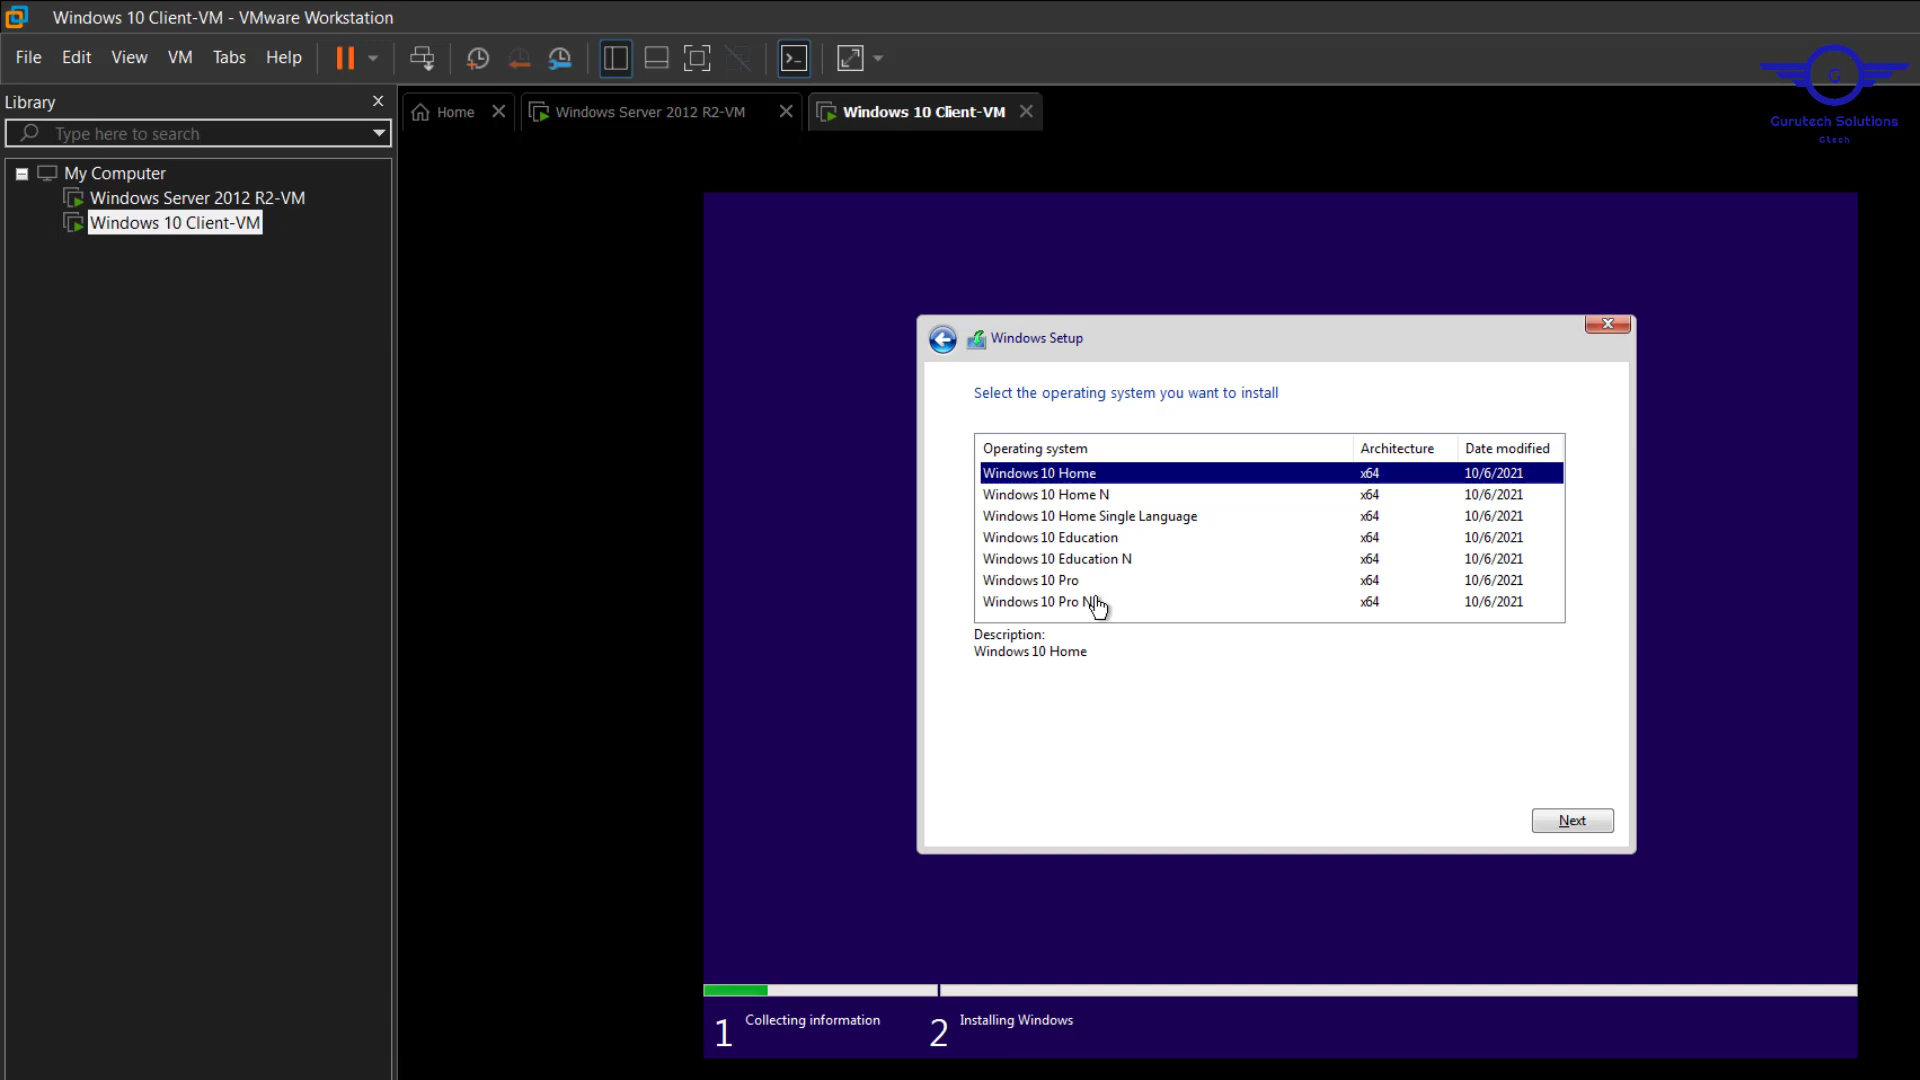 Windows 10 Client-VM - VMware Workstation
File Edit View VM Tabs Help
G
Gurutech Solutions
Gtech
Library
Type here to search
My Computer
Windows Server 2012 R2-VM
Windows 10 Client-VM
Home
Windows Server 2012 R2-VM
Windows 10 Client-VM
Windows Setup
Select the operating system you want to install
Operating system Architecture Date modified
Windows 10 Home x64 10/6/2021
Windows 10 Home N x64 10/6/2021
Windows 10 Home Single Language x64 10/6/2021
Windows 10 Education x64 10/6/2021
Windows 10 Education N x64 10/6/2021
Windows 10 Pro x64 10/6/2021
Windows 10 Pro N x64 10/6/2021
Description:
Windows 10 Home
Next
1 Collecting information
2 Installing Windows